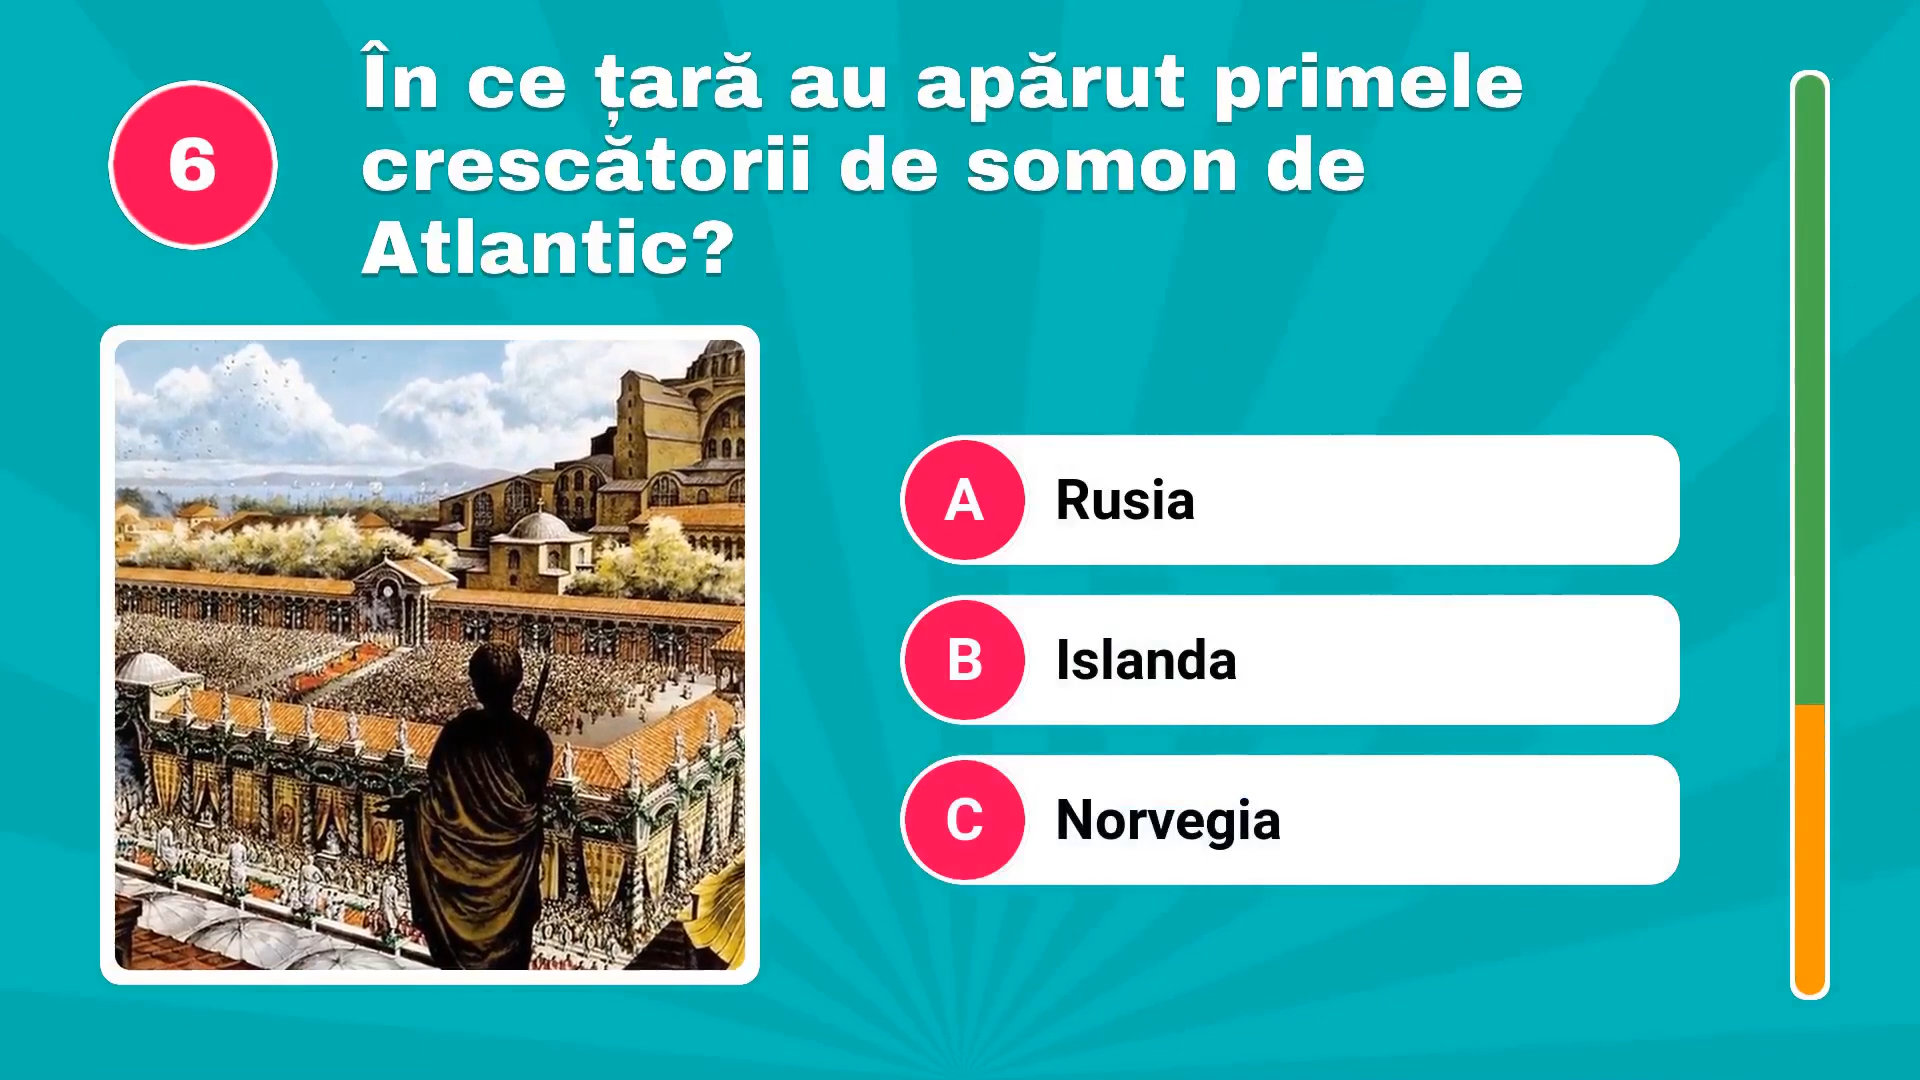 6
În ce țară au apărut primele
crescătorii de somon de
Atlantic?
A Rusia
B Islanda
C Norvegia